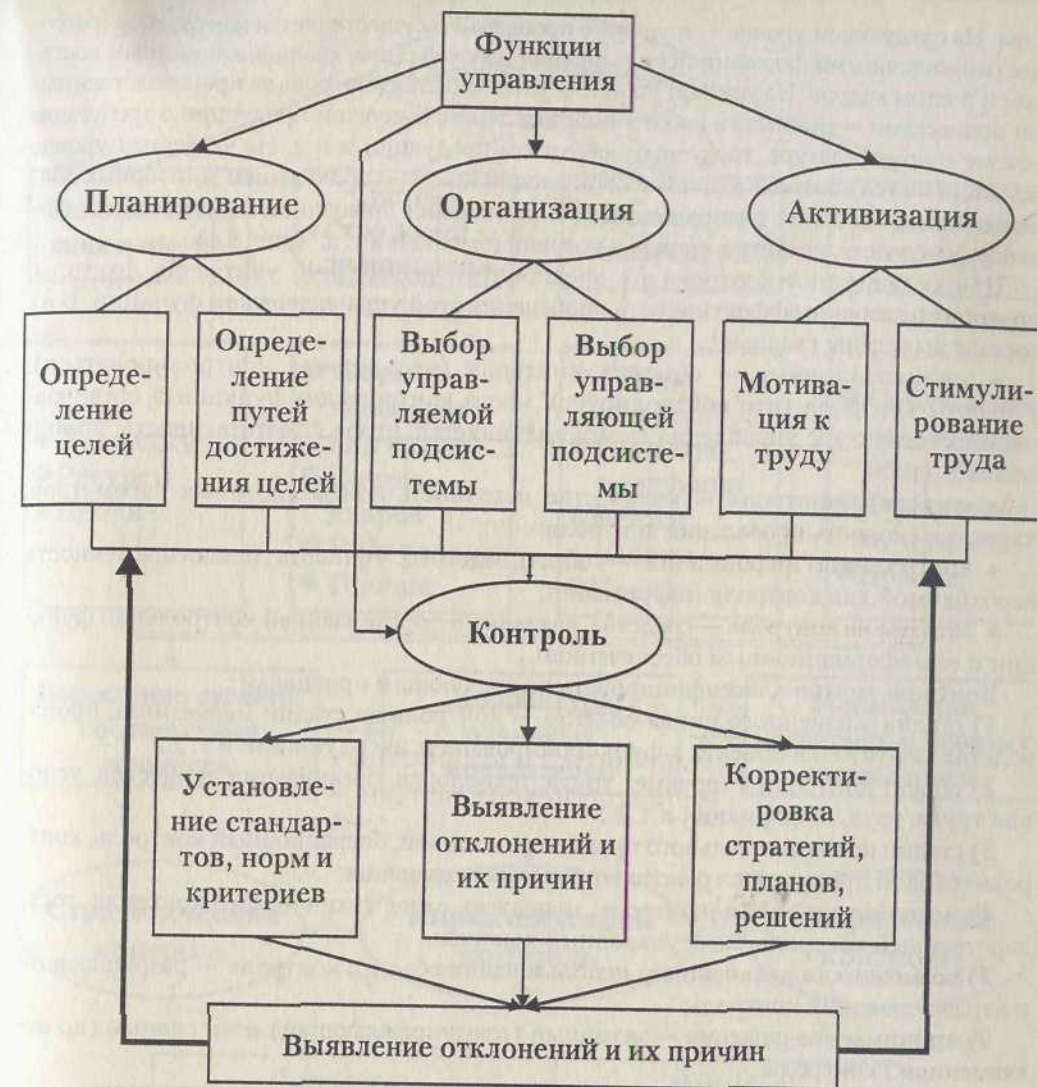 Функции
управления
Планирование
Организация
Активизация
Опреде-
ление
целей
Опреде-
ление
путей
достиже-
ния целей
Выбор
управ-
ляемой
подсис-
темы
Выбор
управ-
ляющей
подсисте-
мы
Мотива-
ция к
труду
Стимули-
рование
труда
Контроль
Установле-
ние стандар-
тов, норм и
критериев
Выявление
отклонений и
их причин
Корректи-
ровка
стратегий,
планов,
решений
Выявление отклонений и их причин